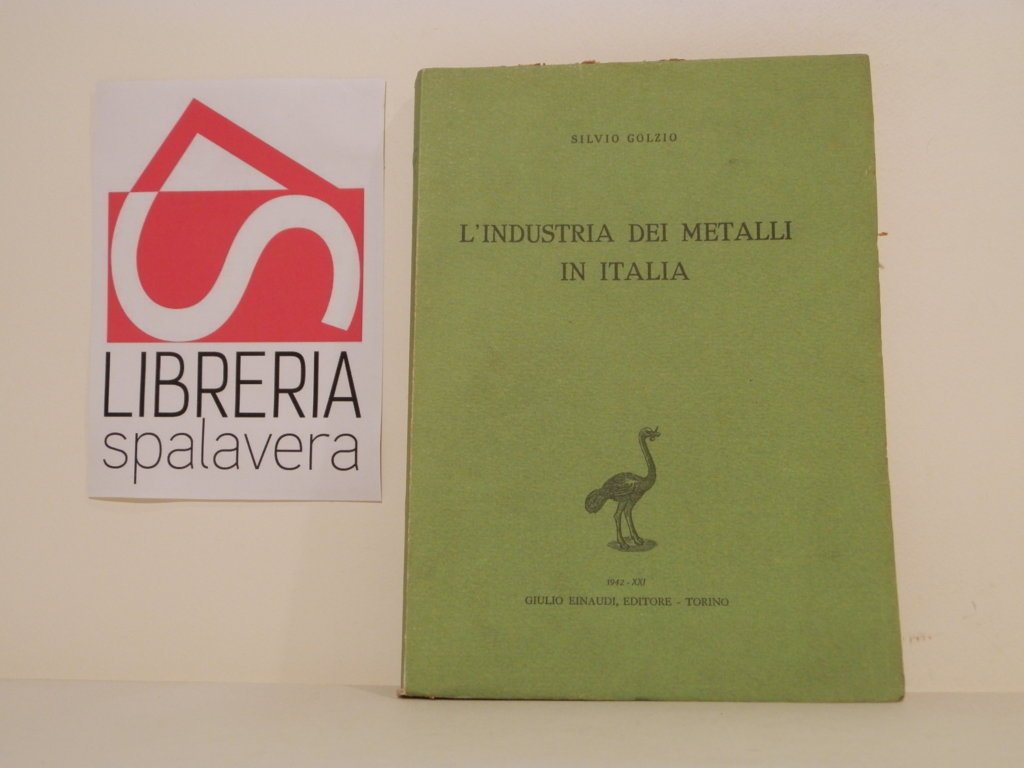 LIBRERIA
spalavera
SILVIO GOLZIO
L'INDUSTRIA DEI METALLI
IN ITALIA
1942 - XXI
GIULIO EINAUDI, EDITORE - TORINO